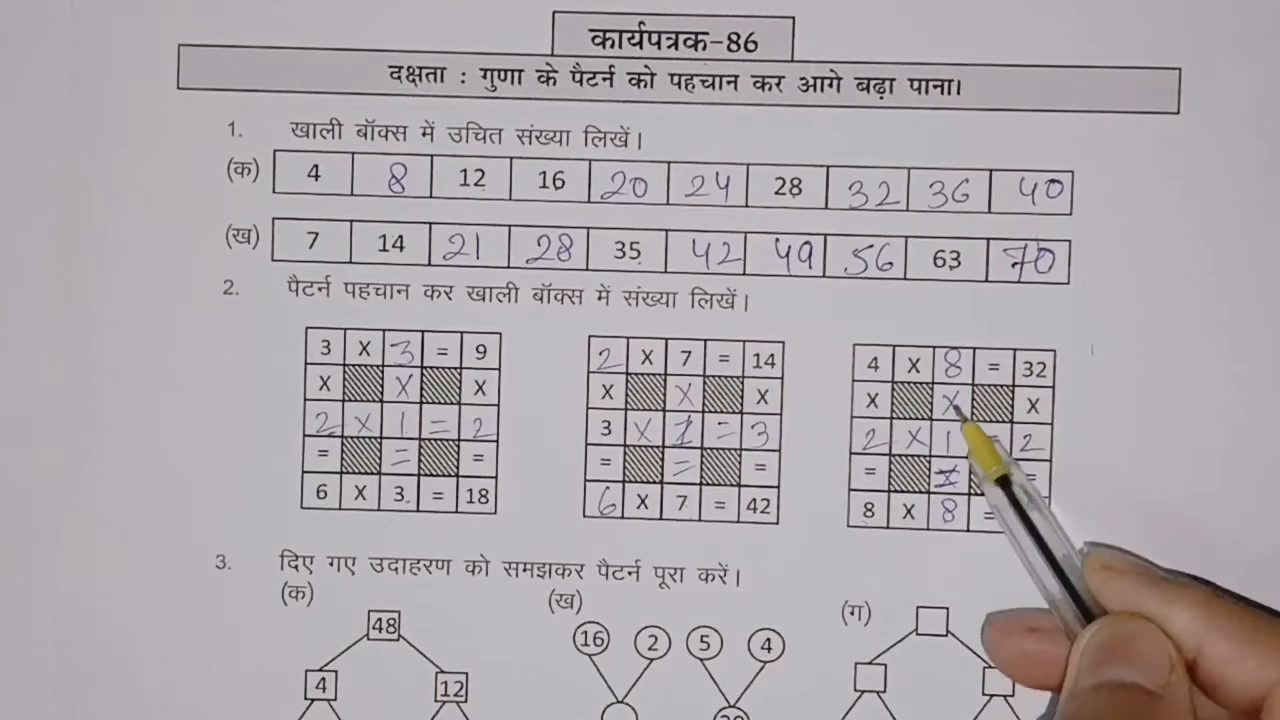 कार्यपत्रक-86
दक्षता : गुणा के पैटर्न को पहचान कर आगे बढ़ा पाना।
1. खाली बॉक्स में उचित संख्या लिखें।
(क) 4 8 12 16 20 24 28 32 36 40
(ख) 7 14 21 28 35 42 49 56 63 70
2. पैटर्न पहचान कर खाली बॉक्स में संख्या लिखें।
3 X 3 = 9 2 X 7 = 14 4 X 8 = 32
X X X X X X X X X
2 X 1 = 2 3 X 1 = 3 2 X 1 = 2
= = = = = = = = =
6 X 3 = 18 6 X 7 = 42 8 X 8 =
3. दिए गए उदाहरण को समझकर पैटर्न पूरा करें।
(क) (ख) (ग)
48 16 2 5 4
4 12